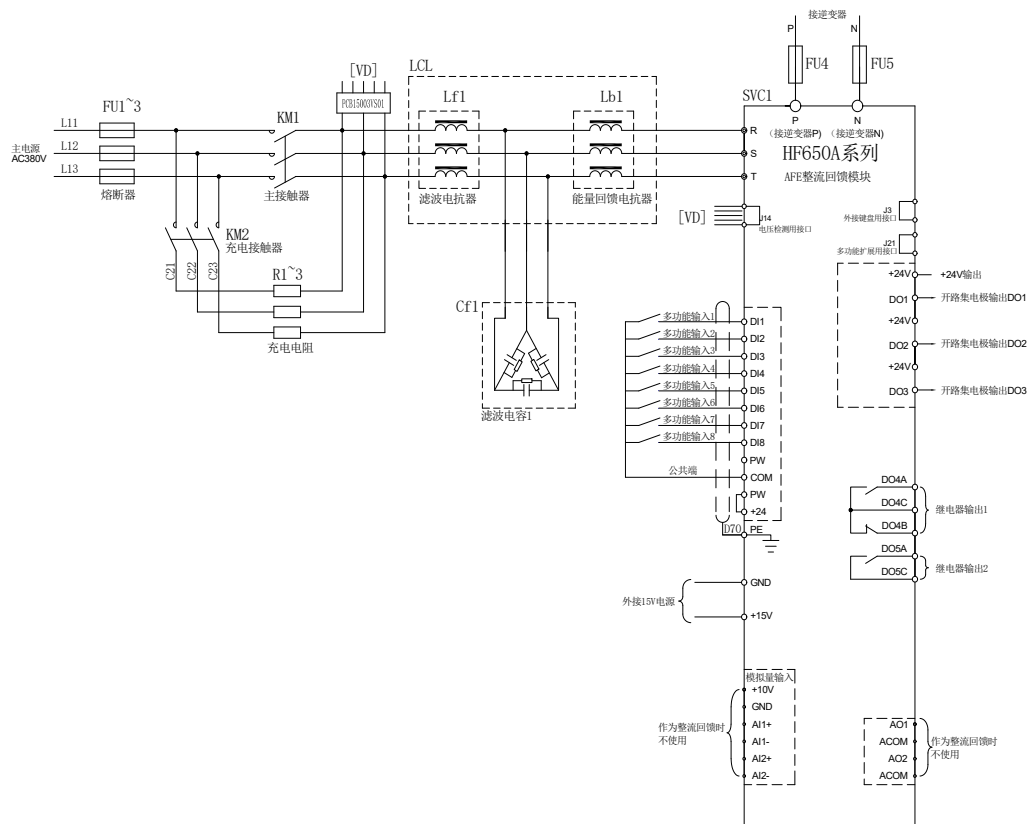 接逆变器
P
N
FU4
FU5
SVC1
P
N
（接逆变器P）
（接逆变器N）
HF650A系列
AFE整流回馈模块
[VD]
PCB15003VS01
LCL
Lf1
Lb1
FU1~3
KM1
主电源
AC380V
L11
L12
L13
熔断器
主接触器
滤波电抗器
能量回馈电抗器
R
S
T
KM2
充电接触器
C21
C22
C23
R1~3
充电电阻
Cf1
滤波电容1
[VD]
J14
电压检测用接口
J3
外接键盘用接口
J21
多功能扩展用接口
+24V
+24V输出
DO1
开路集电极输出DO1
+24V
DO2
开路集电极输出DO2
+24V
DO3
开路集电极输出DO3
多功能输入1
DI1
多功能输入2
DI2
多功能输入3
DI3
多功能输入4
DI4
多功能输入5
DI5
多功能输入6
DI6
多功能输入7
DI7
多功能输入8
DI8
PW
公共端
COM
PW
+24
D70
PE
DO4A
DO4C
DO4B
继电器输出1
DO5A
DO5C
继电器输出2
外接15V电源
GND
+15V
模拟量输入
+10V
GND
AI1+
AI1-
AI2+
AI2-
作为整流回馈时
不使用
AO1
ACOM
AO2
ACOM
作为整流回馈时
不使用